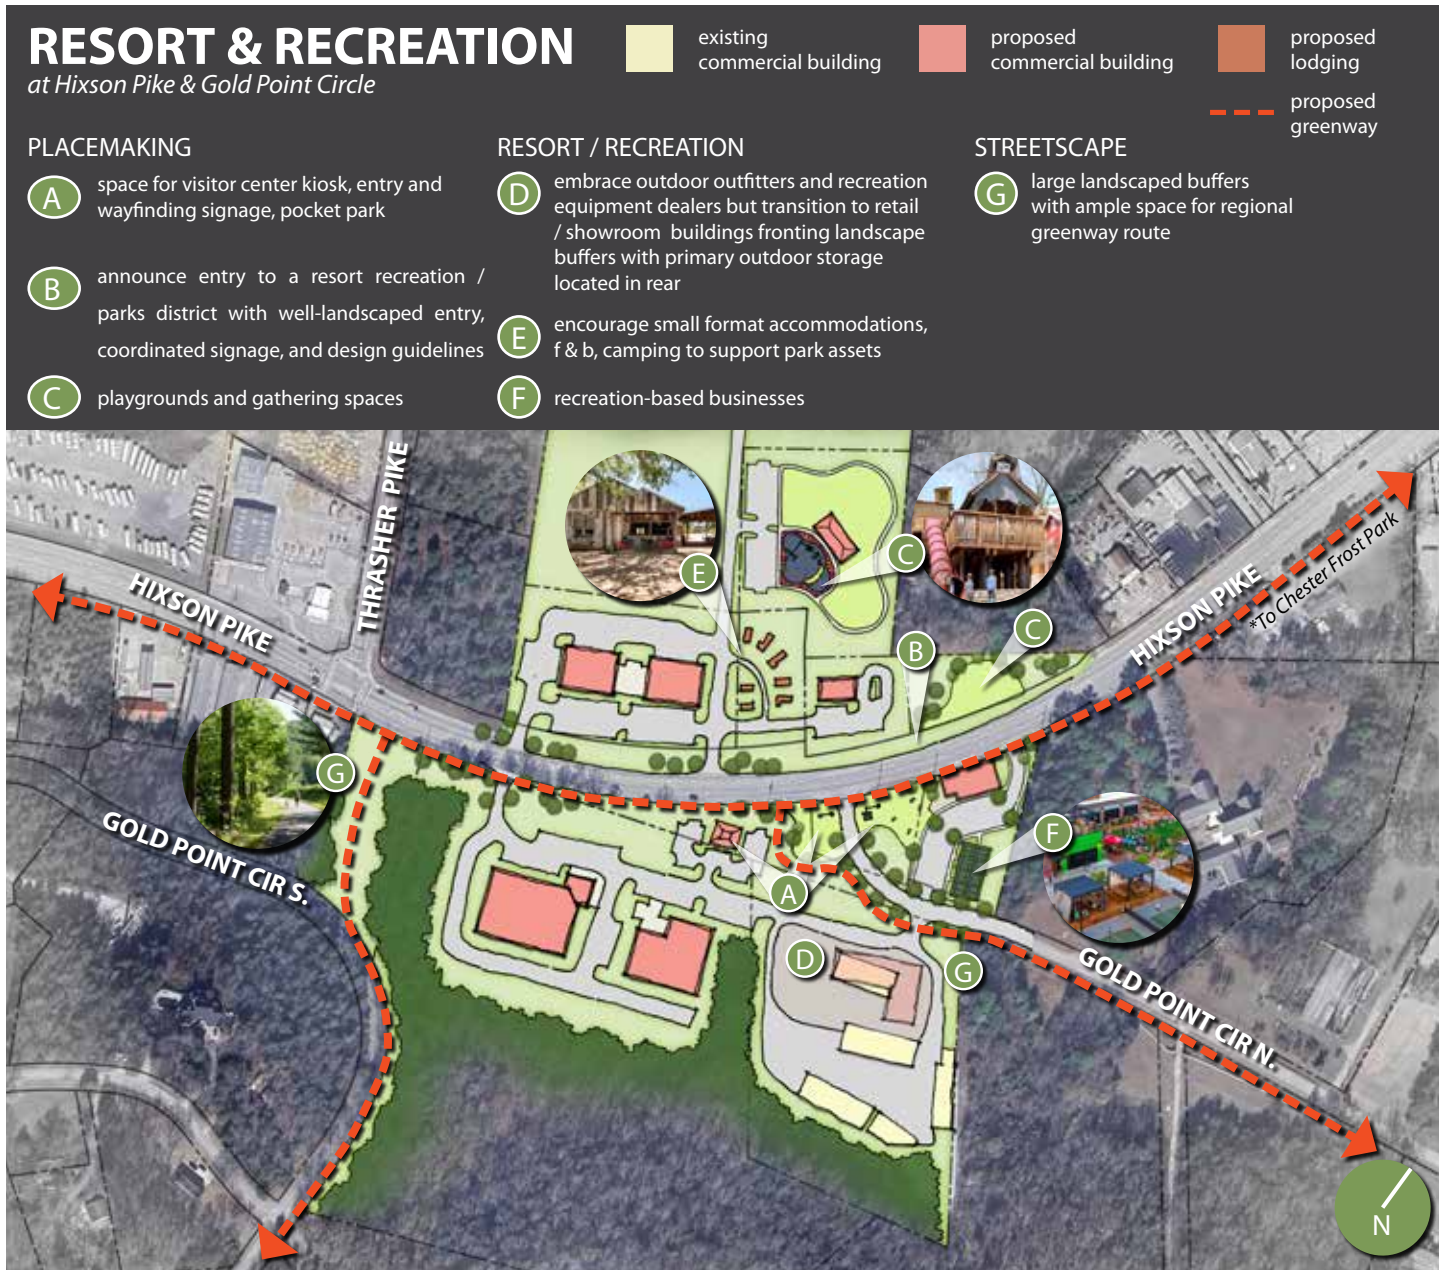 RESORT & RECREATION
at Hixson Pike & Gold Point Circle
existing
commercial building
proposed
commercial building
proposed
lodging
proposed
greenway
PLACEMAKING
A
space for visitor center kiosk, entry and
wayfinding signage, pocket park
B
announce entry to a resort recreation /
parks district with well-landscaped entry,
coordinated signage, and design guidelines
C
playgrounds and gathering spaces
RESORT / RECREATION
D
embrace outdoor outfitters and recreation
equipment dealers but transition to retail
/ showroom buildings fronting landscape
buffers with primary outdoor storage
located in rear
E
encourage small format accommodations,
f & b, camping to support park assets
F
recreation-based businesses
STREETSCAPE
G
large landscaped buffers
with ample space for regional
greenway route
THRASHER PIKE
HIXSON PIKE
E
C
C
B
HIXSON PIKE
*To Chester Frost Park
G
GOLD POINT CIR S.
F
A
D
G
GOLD POINT CIR N.
N